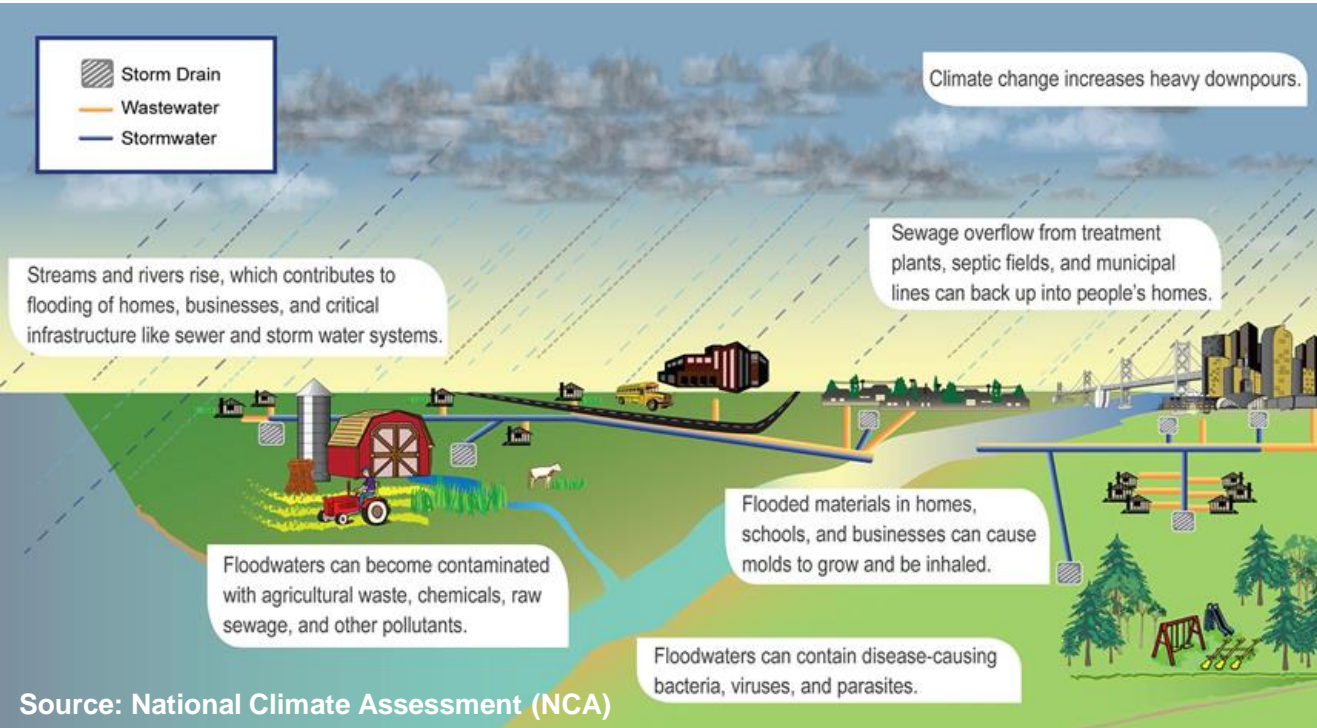 Storm Drain
Wastewater
Stormwater
Climate change increases heavy downpours.
Streams and rivers rise, which contributes to
flooding of homes, businesses, and critical
infrastructure like sewer and storm water systems.
Sewage overflow from treatment
plants, septic fields, and municipal
lines can back up into people's homes.
Floodwaters can become contaminated
with agricultural waste, chemicals, raw
sewage, and other pollutants.
Flooded materials in homes,
schools, and businesses can cause
molds to grow and be inhaled.
Floodwaters can contain disease-causing
bacteria, viruses, and parasites.
Source: National Climate Assessment (NCA)